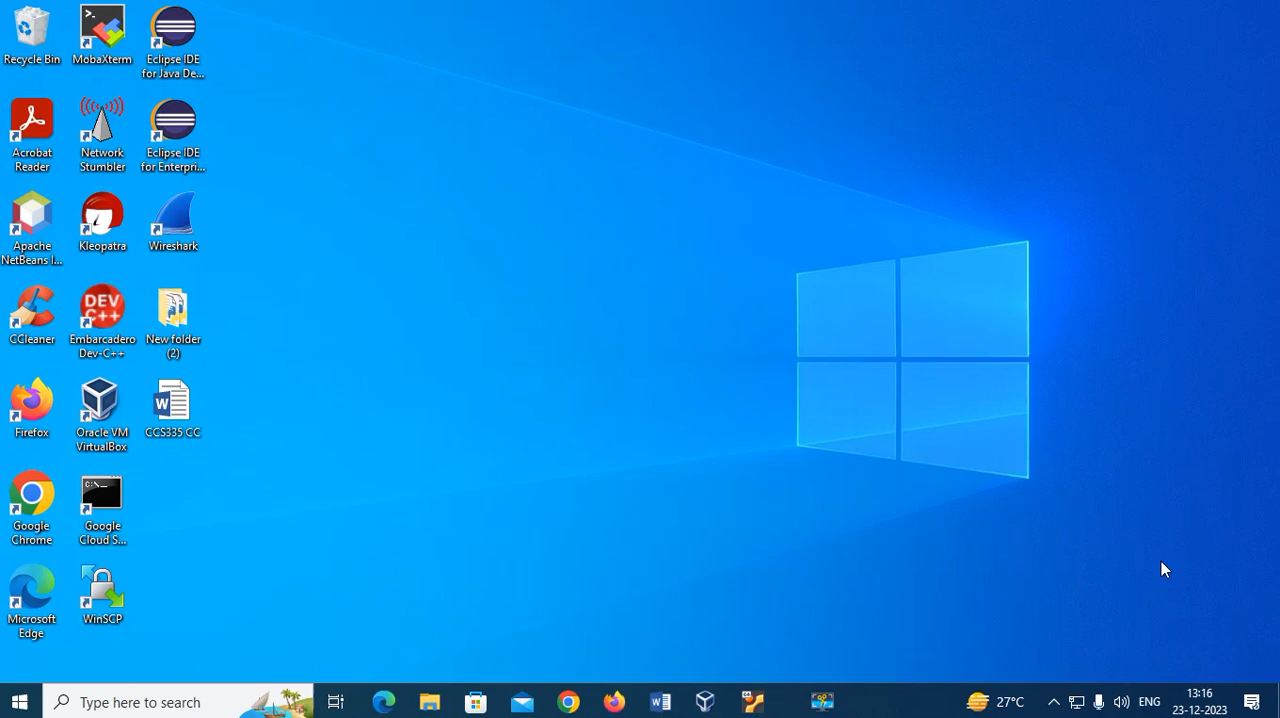 Recycle Bin
MobaXterm
Eclipse IDE
for Java De...
Acrobat
Reader
Network
Stumbler
Eclipse IDE
for Enterpri...
Apache
NetBeans I...
Kleopatra
Wireshark
CCleaner
DEV
C++
Embarcadero
Dev-C++
New folder
(2)
Firefox
Oracle VM
VirtualBox
W
CCS335 CC
Google
Chrome
C:\_
Google
Cloud S...
Microsoft
Edge
WinSCP
Type here to search
27°C
ENG
13:16
23-12-2023